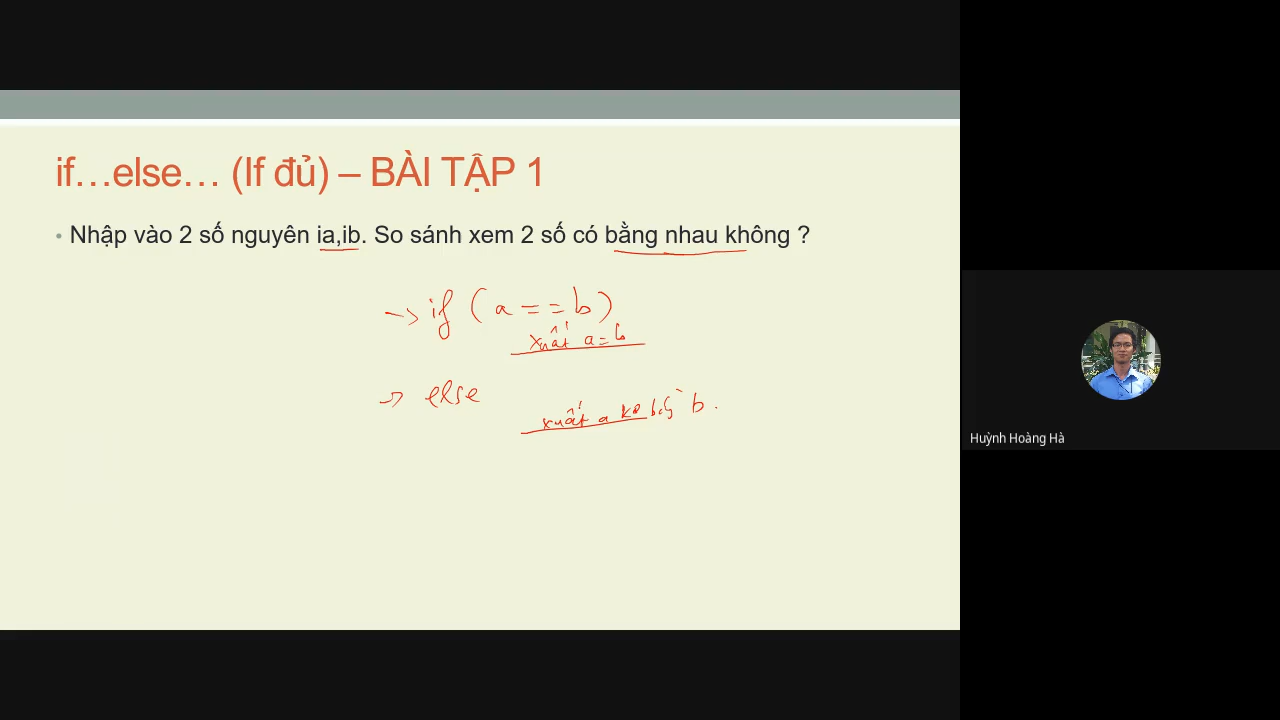 if…else… (If đủ) – BÀI TẬP 1
• Nhập vào 2 số nguyên ia,ib. So sánh xem 2 số có bằng nhau không ?
→ if (a == b)
xuất a = b
→ else
xuất a ko bằng b.
Huỳnh Hoàng Hà